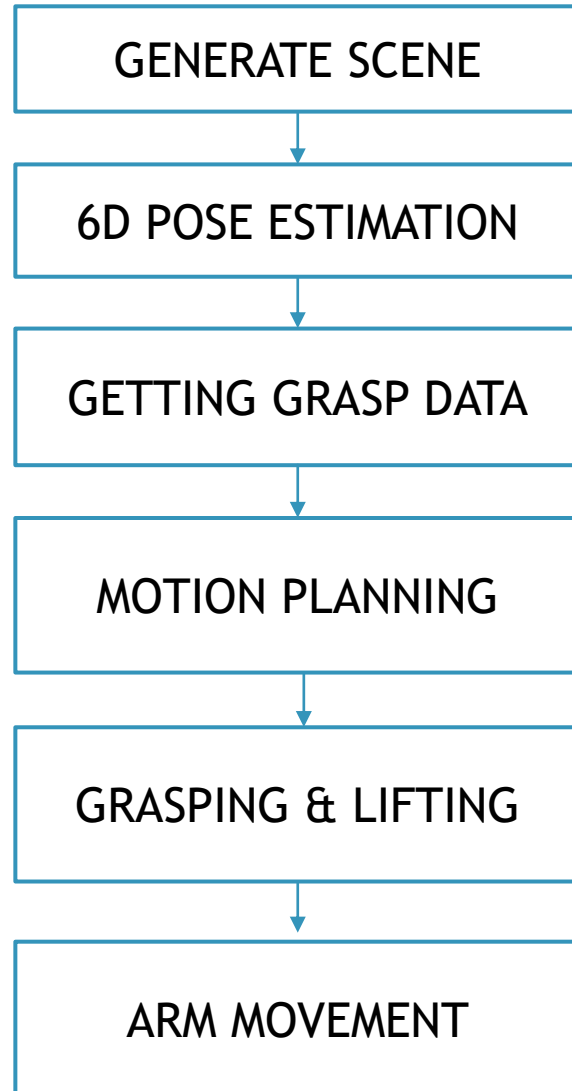 GENERATE SCENE
6D POSE ESTIMATION
GETTING GRASP DATA
MOTION PLANNING
GRASPING & LIFTING
ARM MOVEMENT